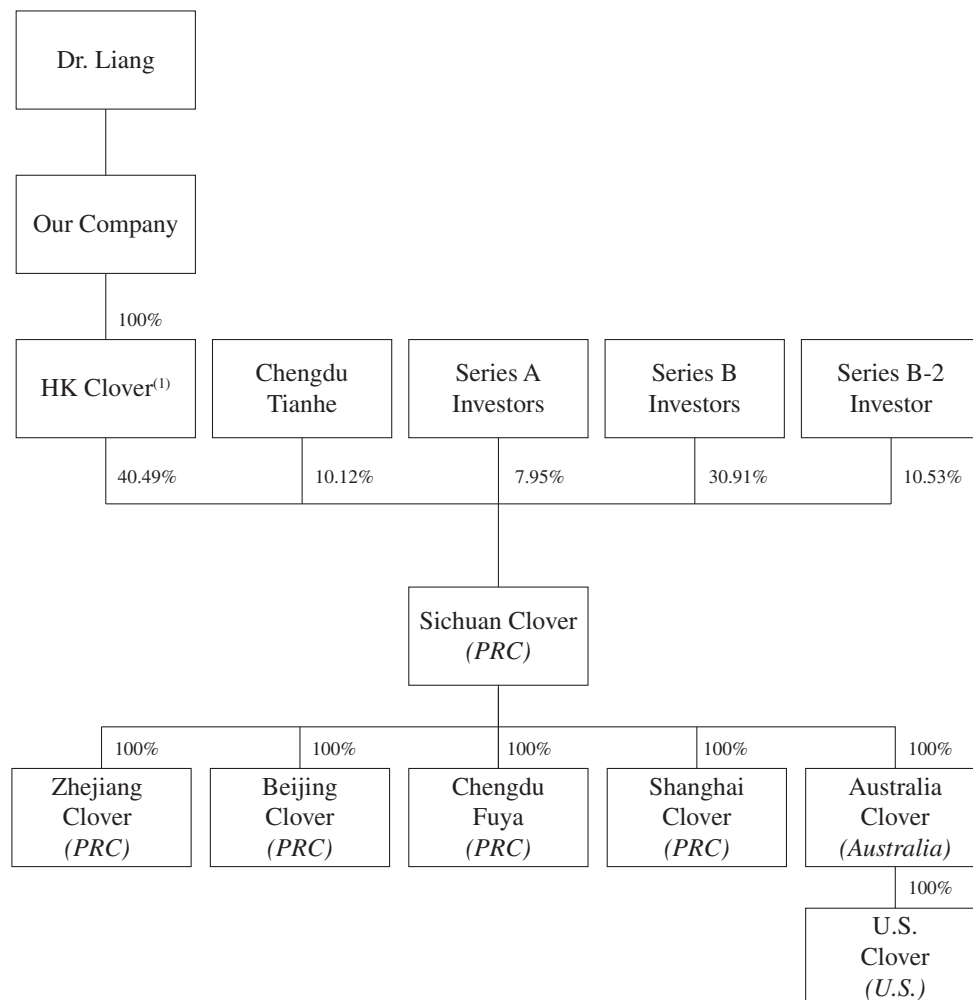 Dr. Liang
Our Company
100%
HK Clover(1)
Chengdu
Tianhe
Series A
Investors
Series B
Investors
Series B-2
Investor
40.49%
10.12%
7.95%
30.91%
10.53%
Sichuan Clover
(PRC)
100%
100%
100%
100%
100%
Zhejiang
Clover
(PRC)
Beijing
Clover
(PRC)
Chengdu
Fuya
(PRC)
Shanghai
Clover
(PRC)
Australia
Clover
(Australia)
100%
U.S.
Clover
(U.S.)